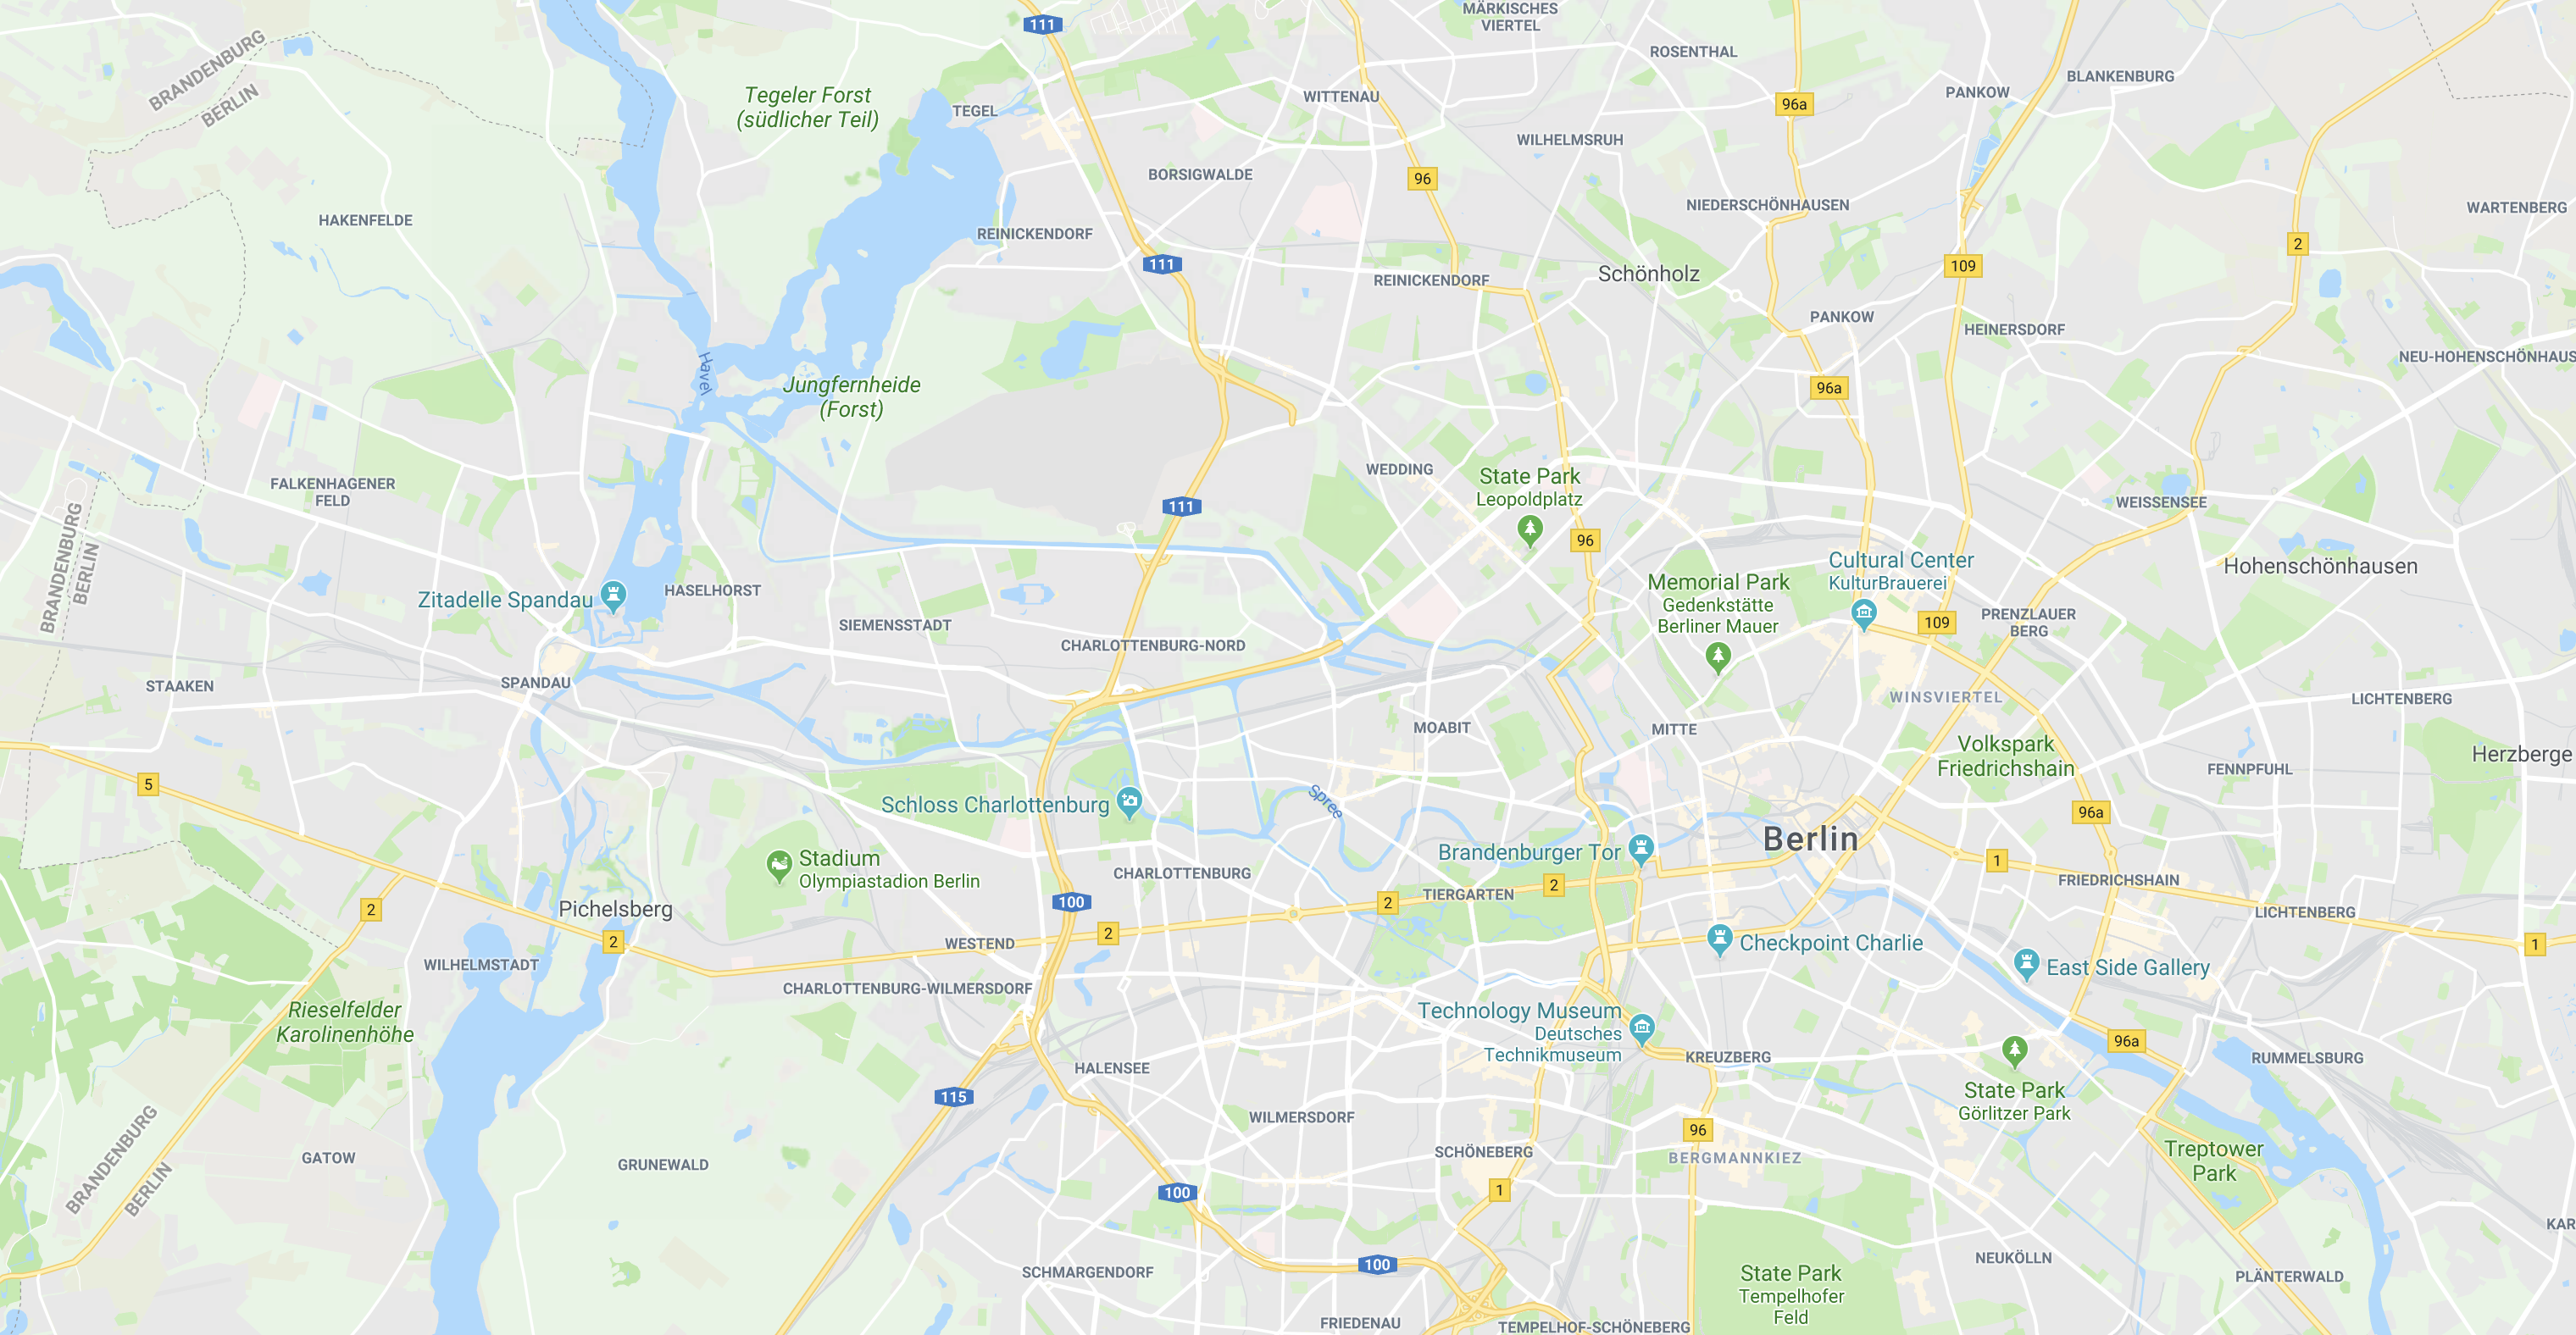 111
MÄRKISCHES
VIERTEL
ROSENTHAL
BRANDENBURG
BERLIN
Tegeler Forst
(südlicher Teil)
TEGEL
WITTENAU
96a
PANKOW
BLANKENBURG
WILHELMSRUH
BORSIGWALDE
96
HAKENFELDE
REINICKENDORF
NIEDERSCHÖNHAUSEN
WARTENBERG
111
REINICKENDORF
Schönholz
109
2
PANKOW
HEINERSDORF
NEU-HOHENSCHÖNHAUS
Havel
Jungfernheide
(Forst)
96a
FALKENHAGENER
FELD
WEDDING
State Park
Leopoldplatz
111
WEISSENSEE
96
BRANDENBURG
BERLIN
Zitadelle Spandau
HASELHORST
Memorial Park
Gedenkstätte
Berliner Mauer
Cultural Center
KulturBrauerei
Hohenschönhausen
SIEMENSSTADT
109
PRENZLAUER
BERG
CHARLOTTENBURG-NORD
STAAKEN
SPANDAU
WINSVIERTEL
LICHTENBERG
MOABIT
MITTE
Volkspark
Friedrichshain
FENNPFUHL
Herzberge
5
Schloss Charlottenburg
Spree
96a
Stadium
Olympiastadion Berlin
Brandenburger Tor
Berlin
1
CHARLOTTENBURG
TIERGARTEN
2
FRIEDRICHSHAIN
2
Pichelsberg
100
2
LICHTENBERG
2
WESTEND
2
Checkpoint Charlie
1
WILHELMSTADT
East Side Gallery
CHARLOTTENBURG-WILMERSDORF
Rieselfelder
Karolinenhöhe
Technology Museum
Deutsches
Technikmuseum
KREUZBERG
96a
RUMMELSBURG
HALENSEE
115
State Park
Görlitzer Park
WILMERSDORF
96
BRANDENBURG
BERLIN
GATOW
GRUNEWALD
SCHÖNEBERG
BERGMANNKIEZ
Treptower
Park
100
1
KAR
100
NEUKÖLLN
SCHMARGENDORF
State Park
Tempelhofer
Feld
PLÄNTERWALD
FRIEDENAU
TEMPELHOF-SCHÖNEBERG